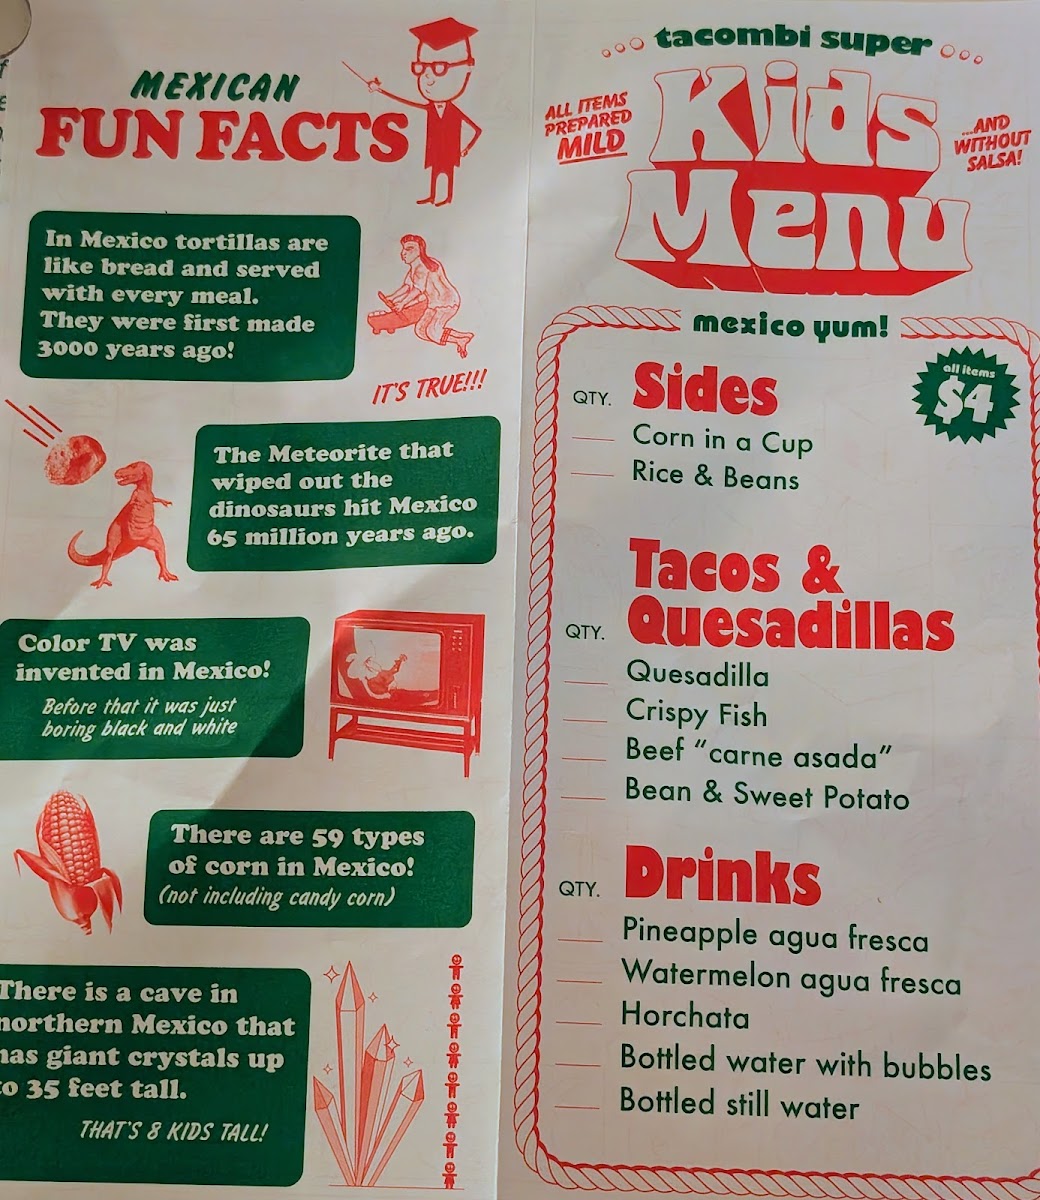 MEXICAN
FUN FACTS
In Mexico tortillas are
like bread and served
with every meal.
They were first made
3000 years ago!
IT'S TRUE!!!
The Meteorite that
wiped out the
dinosaurs hit Mexico
65 million years ago.
Color TV was
invented in Mexico!
Before that it was just
boring black and white
There are 59 types
of corn in Mexico!
(not including candy corn)
There is a cave in
northern Mexico that
has giant crystals up
to 35 feet tall.
THAT'S 8 KIDS TALL!
tacombi super
Kids
Menu
ALL ITEMS
PREPARED
MILD
...AND
WITHOUT
SALSA!
mexico yum!
all items
$4
QTY. Sides
Corn in a Cup
Rice & Beans
Tacos &
QTY. Quesadillas
Quesadilla
Crispy Fish
Beef “carne asada”
Bean & Sweet Potato
QTY. Drinks
Pineapple agua fresca
Watermelon agua fresca
Horchata
Bottled water with bubbles
Bottled still water